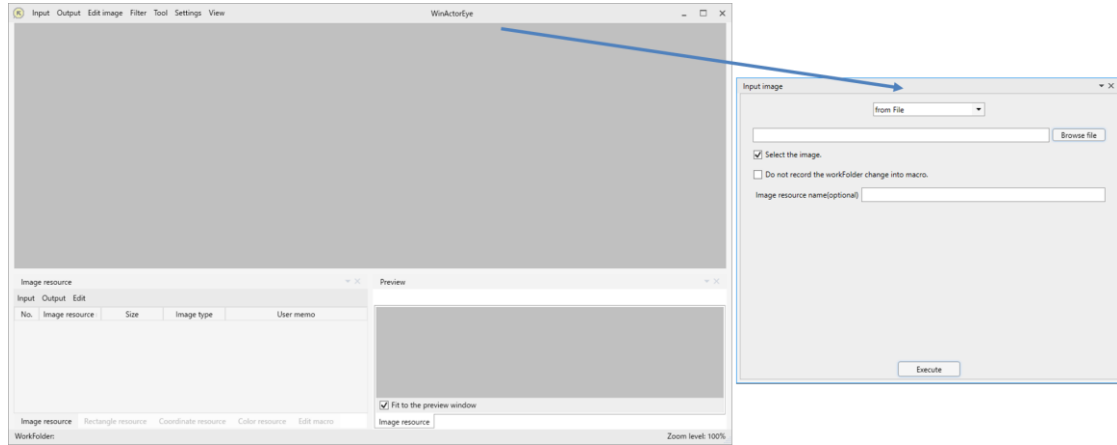 Input Output Edit image Filter Tool Settings View WinActorEye
Input image
from File
Browse file
Select the image.
Do not record the workFolder change into macro.
Image resource name(optional)
Execute
Image resource
Input Output Edit
No. Image resource Size Image type User memo
Image resource Rectangle resource Coordinate resource Color resource Edit macro
Preview
Fit to the preview window
Image resource
WorkFolder: Zoom level: 100%